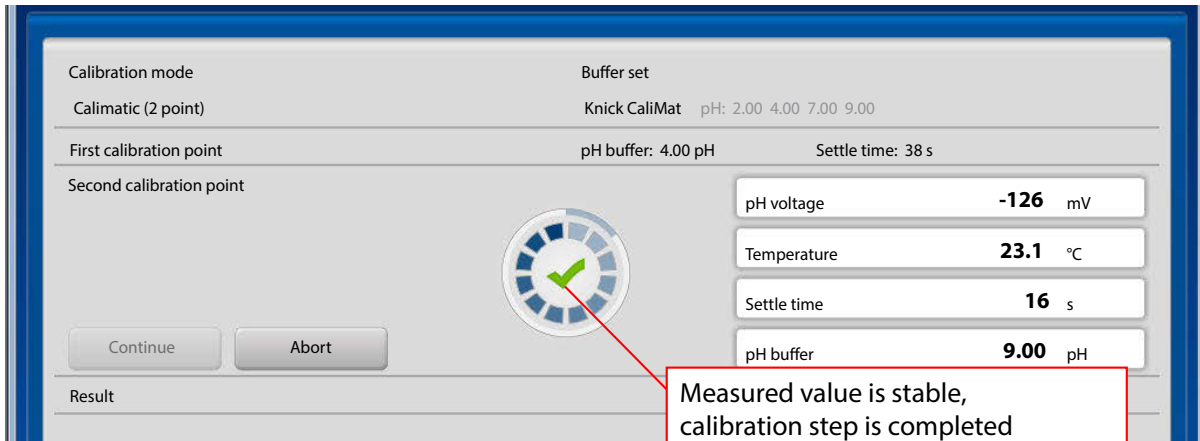 Calibration mode Buffer set
Calimatic (2 point) Knick CaliMat pH: 2.00 4.00 7.00 9.00
First calibration point pH buffer: 4.00 pH Settle time: 38 s
Second calibration point
pH voltage -126 mV
Temperature 23.1 °C
Settle time 16 s
Continue Abort
pH buffer 9.00 pH
Result
Measured value is stable,
calibration step is completed